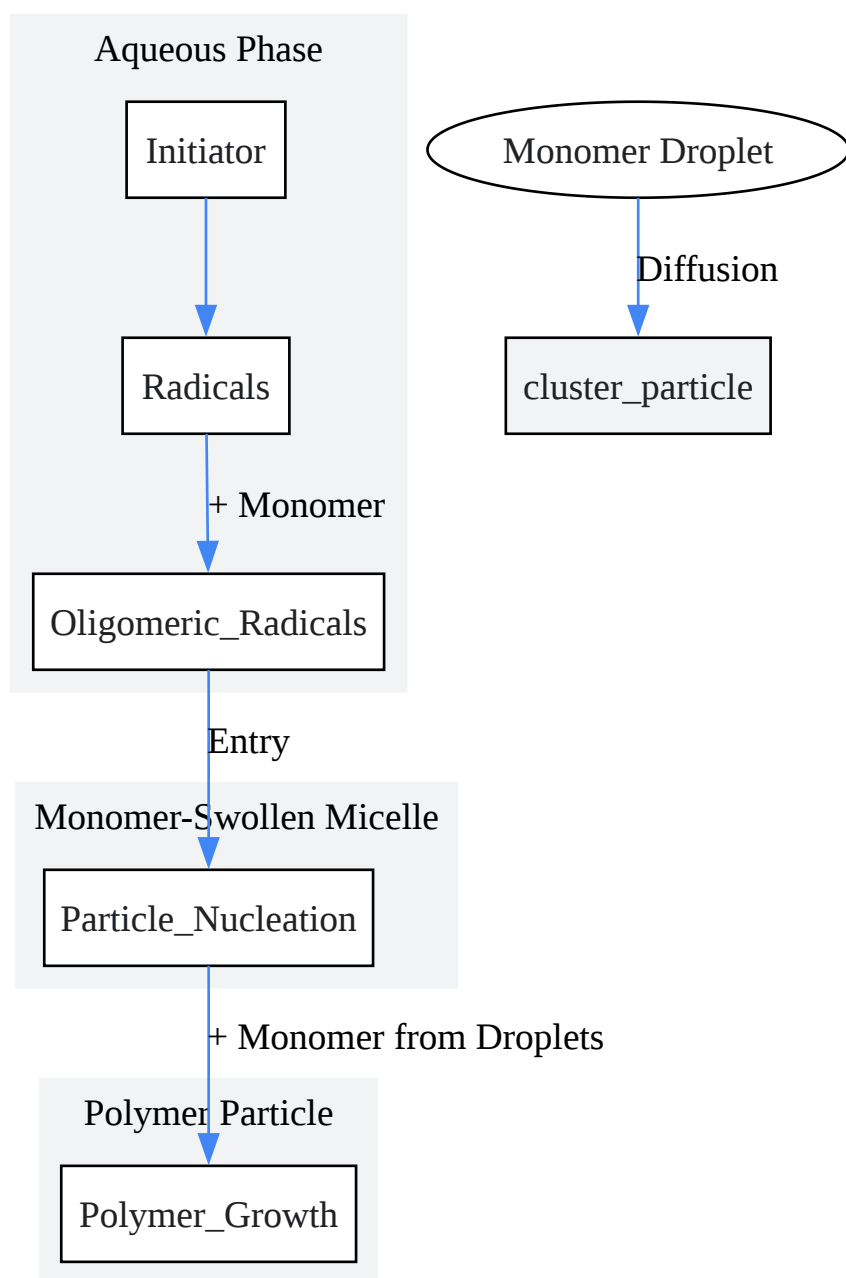 Aqueous Phase
Initiator
Monomer Droplet
Diffusion
Radicals
cluster_particle
+ Monomer
Oligomeric_Radicals
Entry
Monomer-Swollen Micelle
Particle_Nucleation
+ Monomer from Droplets
Polymer Particle
Polymer_Growth